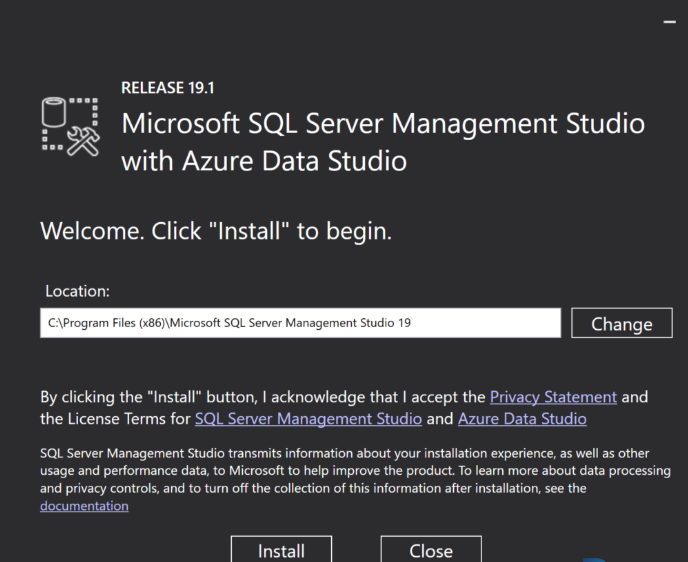 RELEASE 19.1
Microsoft SQL Server Management Studio
with Azure Data Studio
Welcome. Click "Install" to begin.
Location:
C:\Program Files (x86)\Microsoft SQL Server Management Studio 19
Change
By clicking the "Install" button, I acknowledge that I accept the Privacy Statement and
the License Terms for SQL Server Management Studio and Azure Data Studio
SQL Server Management Studio transmits information about your installation experience, as well as other
usage and performance data, to Microsoft to help improve the product. To learn more about data processing
and privacy controls, and to turn off the collection of this information after installation, see the
documentation
Install
Close